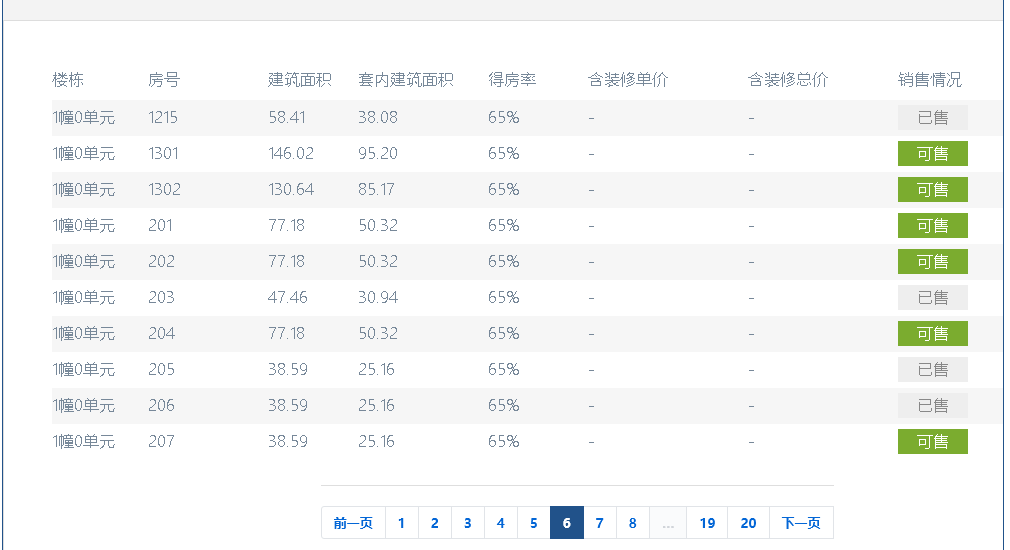 楼栋 房号 建筑面积 套内建筑面积 得房率 含装修单价 含装修总价 销售情况
1幢0单元 1215 58.41 38.08 65% - - 已售
1幢0单元 1301 146.02 95.20 65% - - 可售
1幢0单元 1302 130.64 85.17 65% - - 可售
1幢0单元 201 77.18 50.32 65% - - 可售
1幢0单元 202 77.18 50.32 65% - - 可售
1幢0单元 203 47.46 30.94 65% - - 已售
1幢0单元 204 77.18 50.32 65% - - 可售
1幢0单元 205 38.59 25.16 65% - - 已售
1幢0单元 206 38.59 25.16 65% - - 已售
1幢0单元 207 38.59 25.16 65% - - 可售
前一页 1 2 3 4 5 6 7 8 ... 19 20 下一页